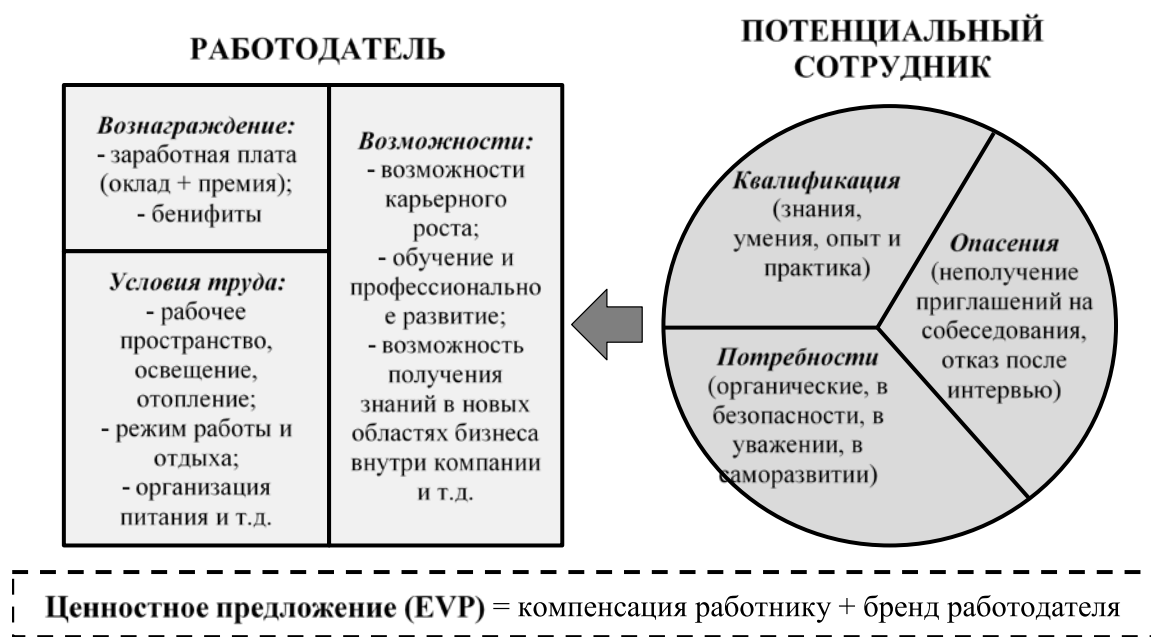 РАБОТОДАТЕЛЬ
Вознаграждение:
- заработная плата
(оклад + премия);
- бенифиты
Условия труда:
- рабочее
пространство,
освещение,
отопление;
- режим работы и
отдыха;
- организация
питания и т.д.
Возможности:
- возможности
карьерного
роста;
- обучение и
профессионально
е развитие;
- возможность
получения
знаний в новых
областях бизнеса
внутри компании
и т.д.
ПОТЕНЦИАЛЬНЫЙ
СОТРУДНИК
Квалификация
(знания,
умения, опыт и
практика)
Опасения
(неполучение
приглашений на
собеседования,
отказ после
интервью)
Потребности
(органические, в
безопасности, в
уважении, в
саморазвитии)
Ценностное предложение (EVP) = компенсация работнику + бренд работодателя